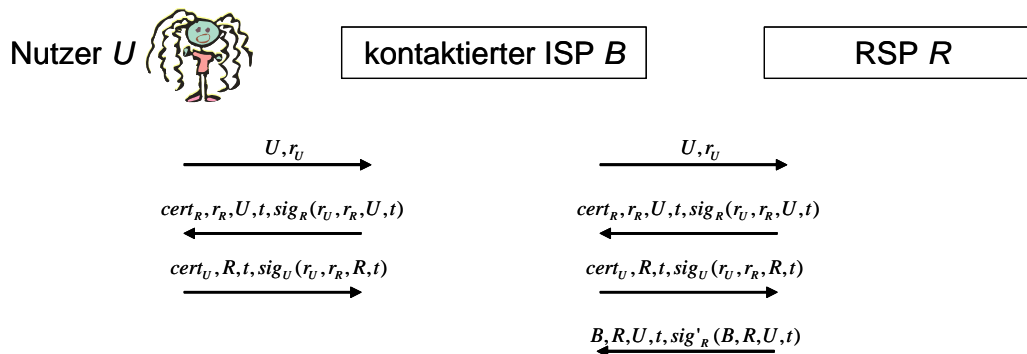 Nutzer U kontaktierter ISP B RSP R
U,r_U U,r_U
cert_R,r_R,U,t,sig_R(r_U,r_R,U,t) cert_R,r_R,U,t,sig_R(r_U,r_R,U,t)
cert_U,R,t,sig_U(r_U,r_R,R,t) cert_U,R,t,sig_U(r_U,r_R,R,t)
B,R,U,t,sig'_R(B,R,U,t)